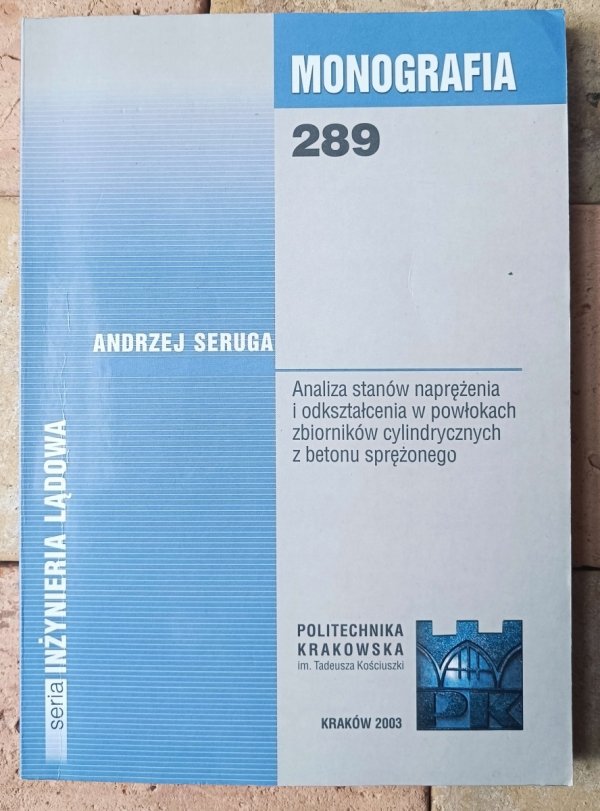 MONOGRAFIA
289
ANDRZEJ SERUGA
Analiza stanów naprężenia
i odkształcenia w powłokach
zbiorników cylindrycznych
z betonu sprężonego
seria INŻYNIERIA LĄDOWA
POLITECHNIKA
KRAKOWSKA
im. Tadeusza Kościuszki
PK
KRAKÓW 2003